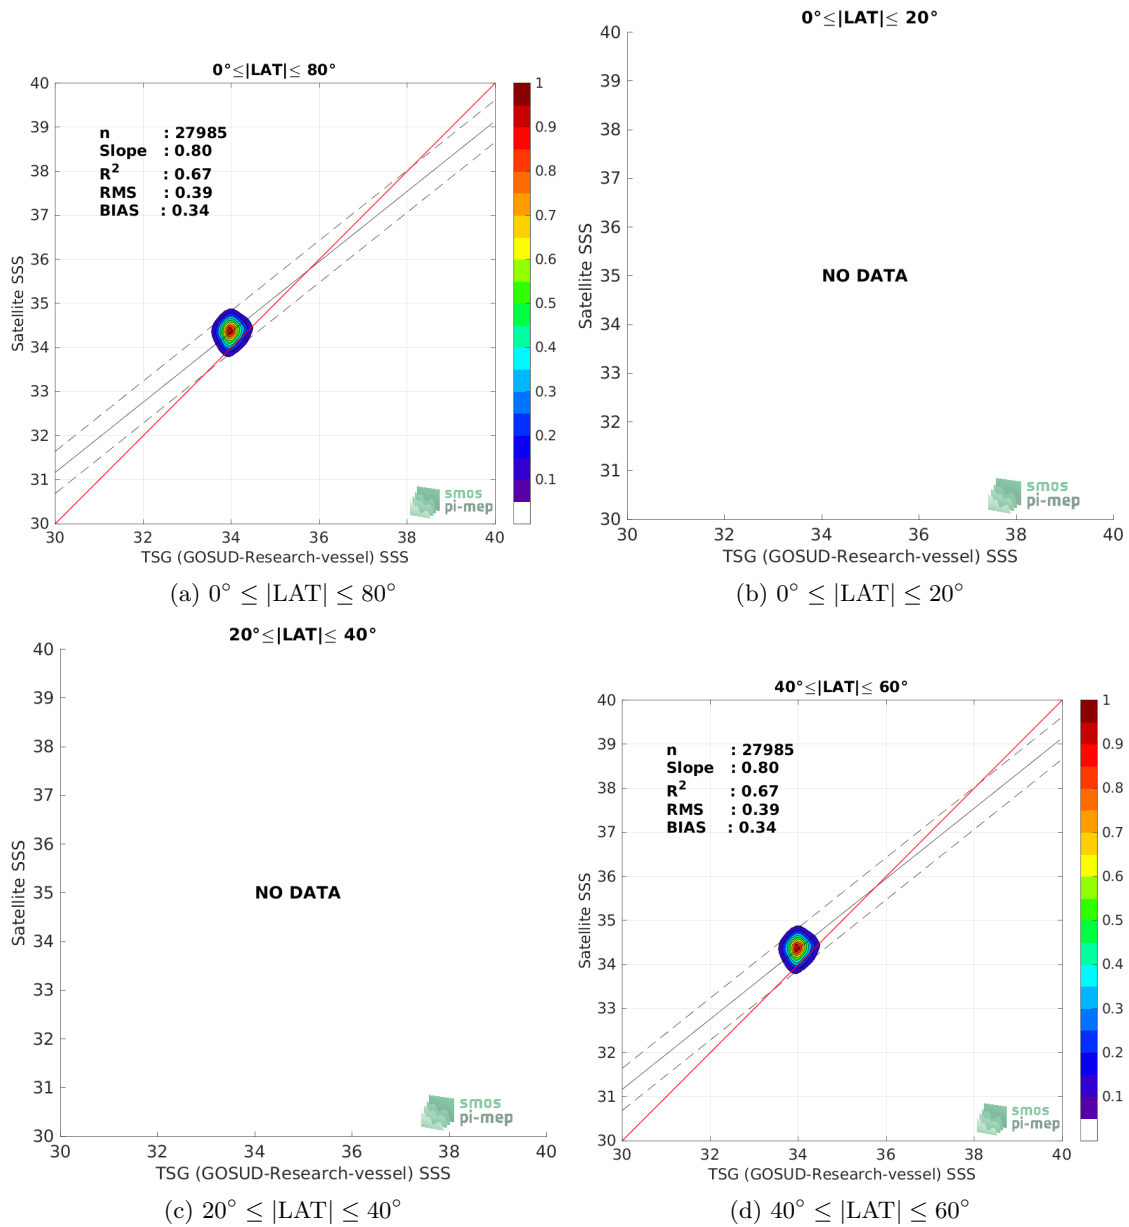 0°≤|LAT|≤ 80°
40
39
38
37
36
35
34
33
32
31
30
n : 27985
Slope : 0.80
R2 : 0.67
RMS : 0.39
BIAS : 0.34
1
0.9
0.8
0.7
0.6
0.5
0.4
0.3
0.2
0.1
Satellite SSS
smos
pi-mep
30 32 34 36 38 40
TSG (GOSUD-Research-vessel) SSS
(a) 0° ≤ |LAT| ≤ 80°
0°≤|LAT|≤ 20°
40
39
38
37
36
35
34
33
32
31
30
Satellite SSS
NO DATA
smos
pi-mep
30 32 34 36 38 40
TSG (GOSUD-Research-vessel) SSS
(b) 0° ≤ |LAT| ≤ 20°
20°≤|LAT|≤ 40°
40
39
38
37
36
35
34
33
32
31
30
Satellite SSS
NO DATA
smos
pi-mep
30 32 34 36 38 40
TSG (GOSUD-Research-vessel) SSS
(c) 20° ≤ |LAT| ≤ 40°
40°≤|LAT|≤ 60°
40
39
38
37
36
35
34
33
32
31
30
n : 27985
Slope : 0.80
R2 : 0.67
RMS : 0.39
BIAS : 0.34
1
0.9
0.8
0.7
0.6
0.5
0.4
0.3
0.2
0.1
Satellite SSS
smos
pi-mep
30 32 34 36 38 40
TSG (GOSUD-Research-vessel) SSS
(d) 40° ≤ |LAT| ≤ 60°